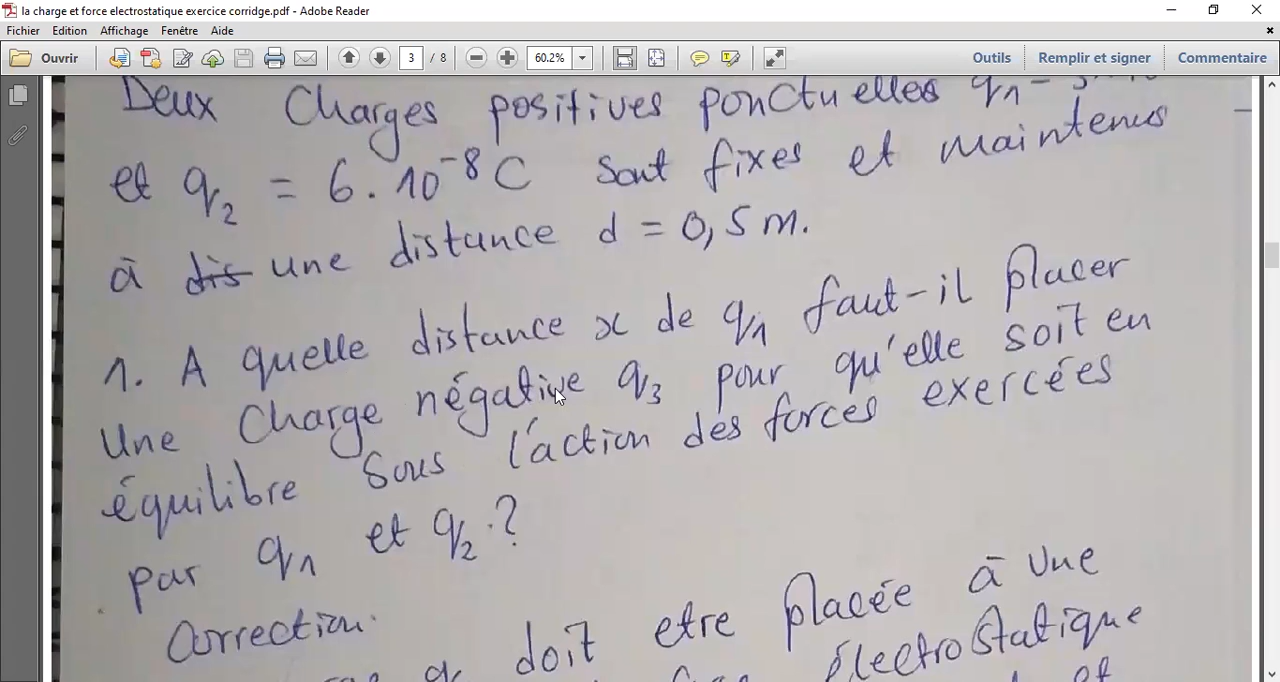 la charge et force electrostatique exercice corridge.pdf - Adobe Reader
Fichier Edition Affichage Fenêtre Aide
Ouvrir 3 / 8 60.2% Outils Remplir et signer Commentaire
Deux Charges positives ponctuelles q1 =
et q2 = 6.10^-8 C sont fixes et maintenus
à dis une distance d = 0,5 m.
1. A quelle distance x de q1 faut-il placer
Une Charge négative q3 pour qu'elle soit en
équilibre sous l'action des forces exercées
par q1 et q2.?
Correction.
doit etre placée à une
électrostatique
et